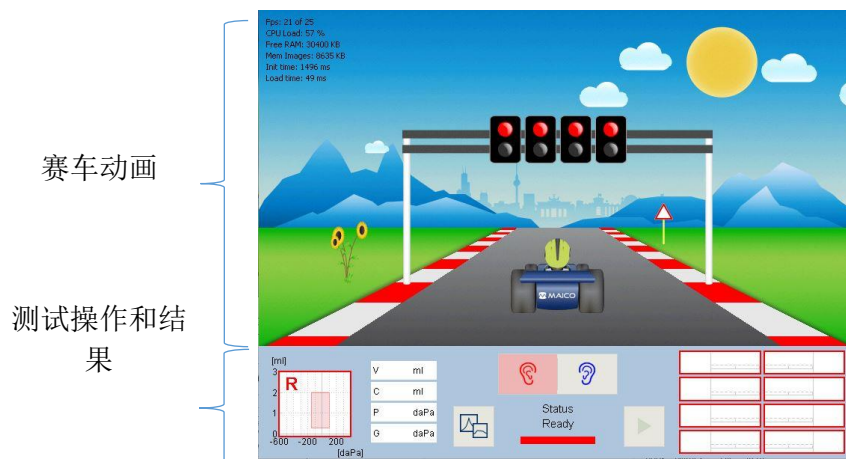 Fps: 21 of 25
CPU Load: 57 %
Free RAM: 30400 KB
Mem Images: 8635 KB
Init time: 1496 ms
Load time: 49 ms
赛车动画
MAICO
测试操作和结
果
[ml]
3
R
2
1
0
-600 -200 200
[daPa]
V ml
C ml
P daPa
G daPa
Status
Ready